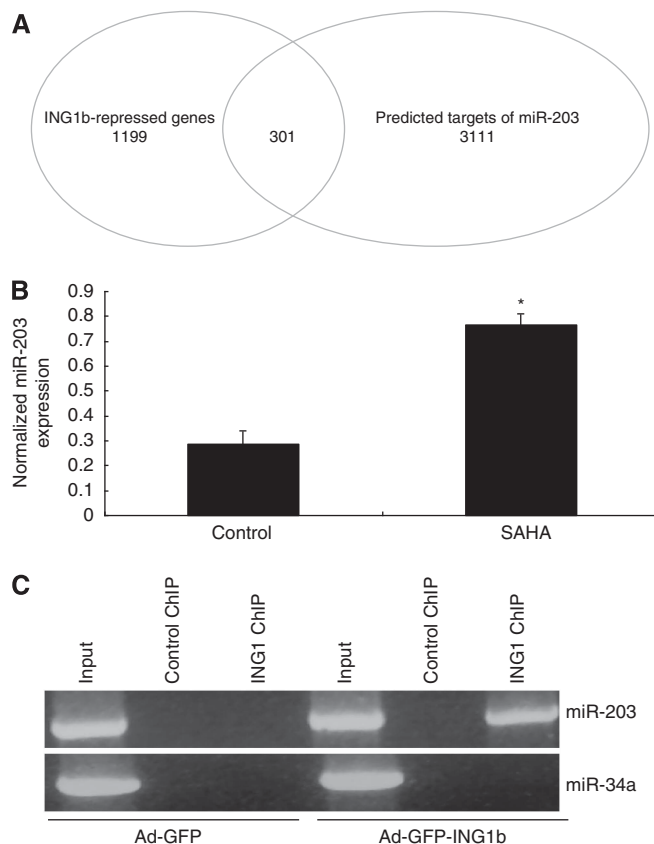 A
ING1b-repressed genes
1199
301
Predicted targets of miR-203
3111
B
Normalized miR-203
expression
0.9
0.8
0.7
0.6
0.5
0.4
0.3
0.2
0.1
0
*
Control
SAHA
C
Input
Control ChIP
ING1 ChIP
Input
Control ChIP
ING1 ChIP
miR-203
miR-34a
Ad-GFP
Ad-GFP-ING1b